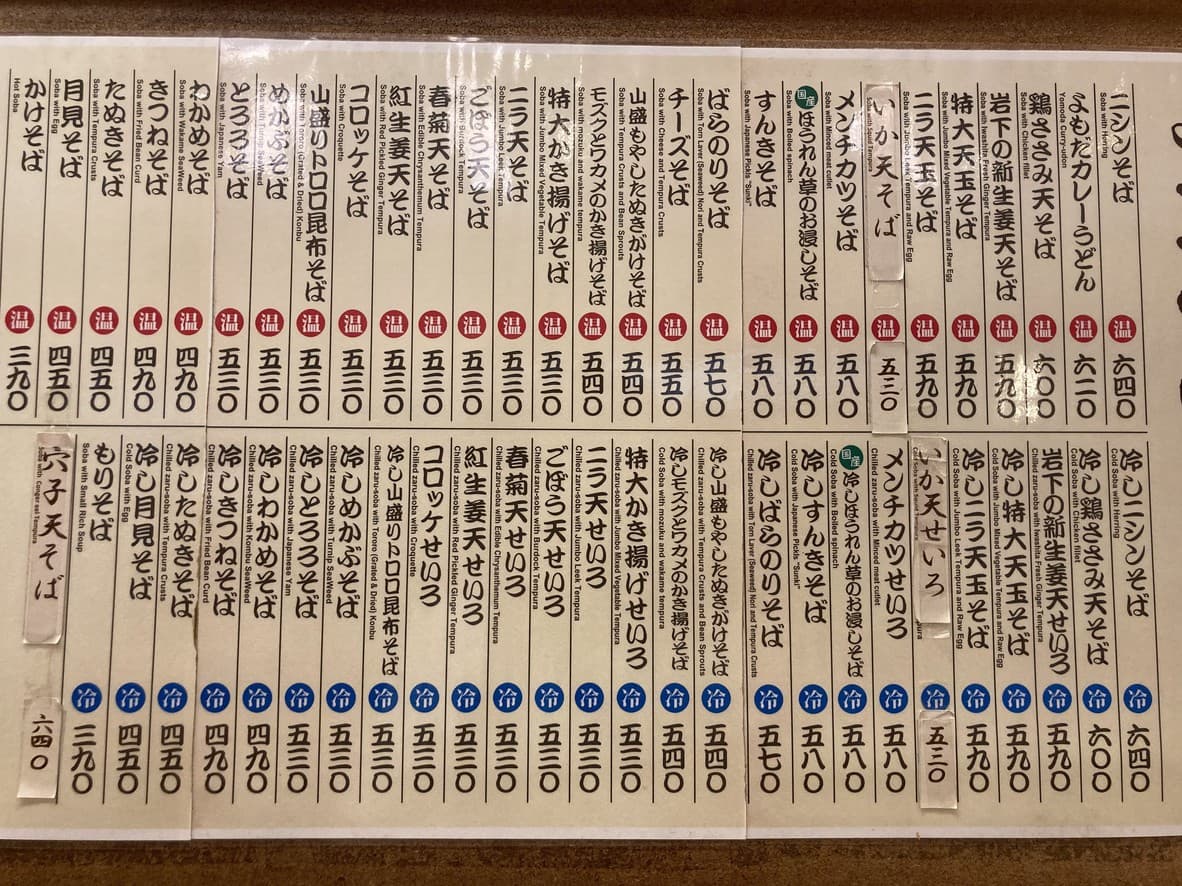 ニシンそば 温 六四〇
Soba with Herring
よもだカレーうどん 温 六二〇
Yomoda Curry-udon
鶏ささみ天そば 温 六〇〇
Soba with Chicken fillet
岩下の新生姜天そば 温 五九〇
Soba with Iwashita Fresh Ginger Tempura
特大天玉そば 温 五九〇
Soba with Jumbo Mixed Vegetable Tempura and Raw Egg
ニラ天玉そば 温 五九〇
Soba with Jumbo Leek Tempura and Raw Egg
いか天そば 温 五三〇
Soba with Squid Tempura
メンチカツそば 温 五八〇
Soba with Minced meat cutlet
国産 ほうれん草のお浸しそば 温 五八〇
Soba with Boiled spinach
すんきそば 温 五八〇
Soba with Japanese Pickls "Sunki"
ばらのりそば 温 五七〇
Soba with Torn Laver (Seaweed) Nori and Tempura Crusts
チーズそば 温 五五〇
Soba with Cheese and Tempura Crusts
山盛もやしたぬきかけそば 温 五四〇
Soba with Tempura Crusts and Bean Sprouts
モズクとワカメのかき揚げそば 温 五四〇
Soba with mozuku and wakame tempura
特大かき揚げそば 温 五三〇
Soba with Jumbo Mixed Vegetable Tempura
ニラ天そば 温 五三〇
Soba with Jumbo Leek Tempura
ごぼう天そば 温 五三〇
Soba with Burdock Tempura
春菊天そば 温 五三〇
Soba with Edible Chrysanthemum Tempura
紅生姜天そば 温 五三〇
Soba with Red Pickled Ginger Tempura
コロッケそば 温 五三〇
Soba with Croquette
山盛りトロロ昆布そば 温 五三〇
Soba with Tororo (Grated & Dried) Konbu
めかぶそば 温 五三〇
Soba with Turnip SeaWeed
とろろそば 温 五三〇
Soba with Japanese Yam
わかめそば 温 四九〇
Soba with Wakame SeaWeed
きつねそば 温 四九〇
Soba with Fried Bean Curd
たぬきそば 温 四五〇
Soba with Tempura Crusts
月見そば 温 四五〇
Soba with Egg
かけそば 温 三九〇
Hot Soba
冷しニシンそば 冷 六四〇
Chilled Soba with Herring
冷し鶏ささみ天そば 冷 六〇〇
Cold Soba with Chicken fillet
岩下の新生姜天せいろ 冷 五九〇
Chilled zaru-soba with Iwashita Fresh Ginger Tempura
冷し特大天玉そば 冷 五九〇
Cold Soba with Jumbo Mixed Vegetable Tempura and Raw Egg
冷しニラ天玉そば 冷 五九〇
Cold Soba with Jumbo Leek Tempura and Raw Egg
いか天せいろ 冷 五三〇
メンチカツせいろ 冷 五八〇
Chilled zaru-soba with Minced meat cutlet
国産 冷しほうれん草のお浸しそば 冷 五八〇
Cold Soba with Boiled spinach
冷しすんきそば 冷 五八〇
Cold Soba with Japanese Pickls "Sunki"
冷しばらのりそば 冷 五七〇
Chilled zaru-soba with Torn Laver (Seaweed) Nori and Tempura Crusts
冷し山盛もやしたぬきかけそば 冷 五四〇
Chilled zaru-soba with Tempura Crusts and Bean Sprouts
冷しモズクとワカメのかき揚げそば 冷 五四〇
Cold Soba with mozuku and wakame tempura
特大かき揚げせいろ 冷 五三〇
Chilled zaru-soba with Jumbo Mixed Vegetable Tempura
ニラ天せいろ 冷 五三〇
Chilled zaru-soba with Jumbo Leek Tempura
ごぼう天せいろ 冷 五三〇
Chilled zaru-soba with Burdock Tempura
春菊天せいろ 冷 五三〇
Chilled zaru-soba with Edible Chrysanthemum Tempura
紅生姜天せいろ 冷 五三〇
Chilled zaru-soba with Red Pickled Ginger Tempura
コロッケせいろ 冷 五三〇
Chilled zaru-soba with Croquette
冷し山盛りトロロ昆布そば 冷 五三〇
Chilled zaru-soba with Tororo (Grated & Dried) Konbu
冷しめかぶそば 冷 五三〇
Chilled zaru-soba with Turnip SeaWeed
冷しとろろそば 冷 五三〇
Chilled zaru-soba with Japanese Yam
冷しわかめそば 冷 四九〇
Chilled zaru-soba with Kombu SeaWeed
冷しきつねそば 冷 四九〇
Chilled zaru-soba with Fried Bean Curd
冷したぬきそば 冷 四五〇
Chilled zaru-soba with Tempura Crusts
冷し月見そば 冷 四五〇
Cold Soba with Egg
もりそば 冷 三九〇
Soba with Small Rich Soup
穴子天そば 六四〇
Soba with Conger eel Tempura